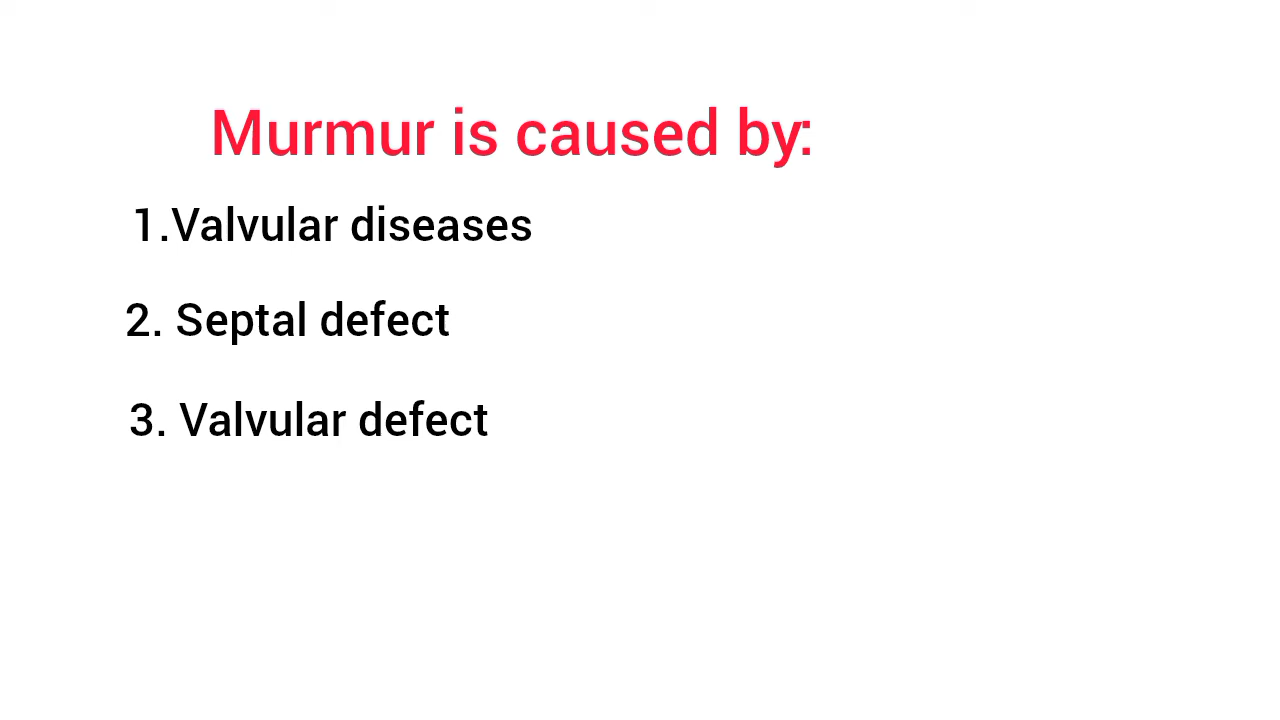 Murmur is caused by:
1.Valvular diseases
2. Septal defect
3. Valvular defect